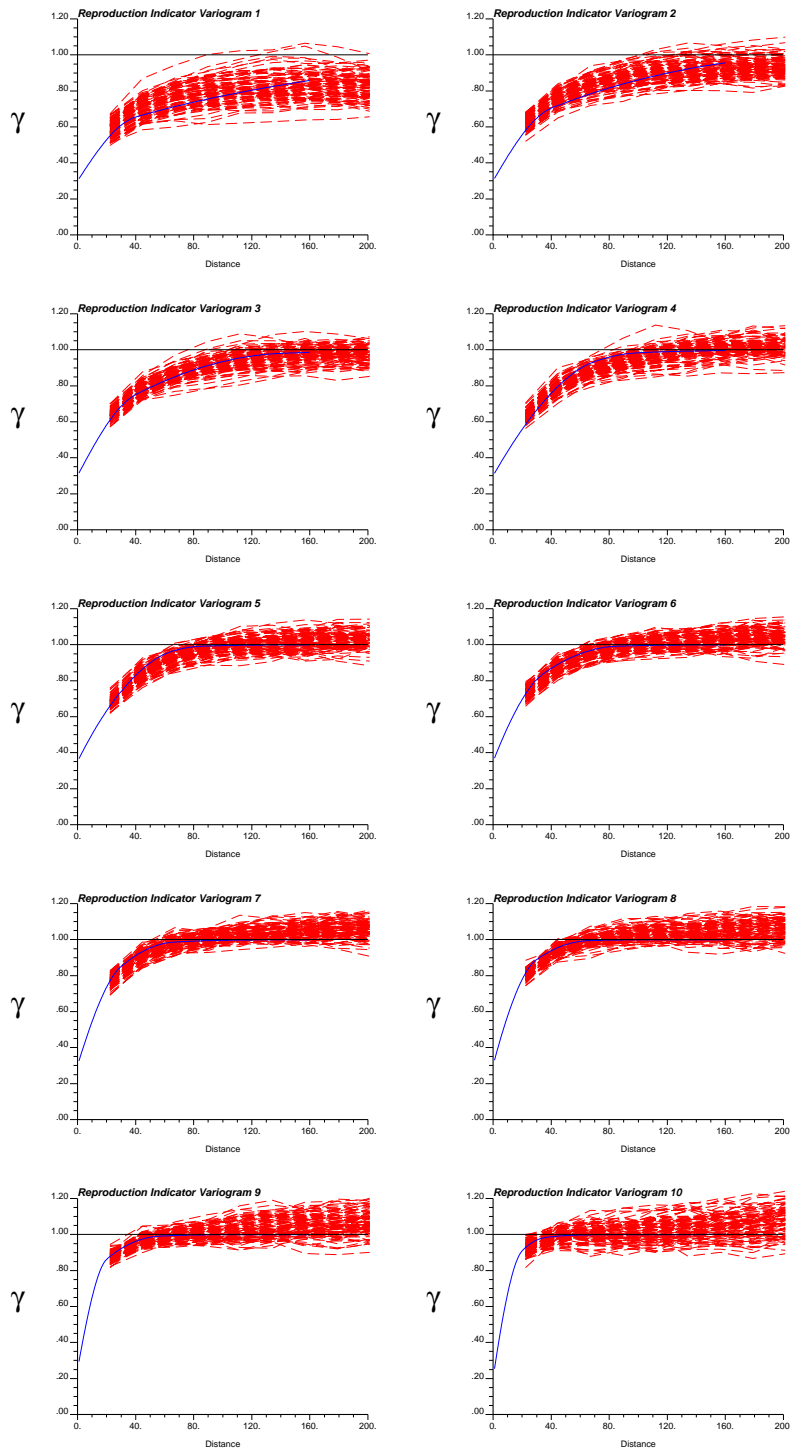 Reproduction Indicator Variogram 1
1.20
1.00
.80
.60
.40
.20
.00
γ
0. 40. 80. 120. 160. 200.
Distance
Reproduction Indicator Variogram 2
1.20
1.00
.80
.60
.40
.20
.00
γ
0. 40. 80. 120. 160. 200.
Distance
Reproduction Indicator Variogram 3
1.20
1.00
.80
.60
.40
.20
.00
γ
0. 40. 80. 120. 160. 200.
Distance
Reproduction Indicator Variogram 4
1.20
1.00
.80
.60
.40
.20
.00
γ
0. 40. 80. 120. 160. 200.
Distance
Reproduction Indicator Variogram 5
1.20
1.00
.80
.60
.40
.20
.00
γ
0. 40. 80. 120. 160. 200.
Distance
Reproduction Indicator Variogram 6
1.20
1.00
.80
.60
.40
.20
.00
γ
0. 40. 80. 120. 160. 200.
Distance
Reproduction Indicator Variogram 7
1.20
1.00
.80
.60
.40
.20
.00
γ
0. 40. 80. 120. 160. 200.
Distance
Reproduction Indicator Variogram 8
1.20
1.00
.80
.60
.40
.20
.00
γ
0. 40. 80. 120. 160. 200.
Distance
Reproduction Indicator Variogram 9
1.20
1.00
.80
.60
.40
.20
.00
γ
0. 40. 80. 120. 160. 200.
Distance
Reproduction Indicator Variogram 10
1.20
1.00
.80
.60
.40
.20
.00
γ
0. 40. 80. 120. 160. 200.
Distance